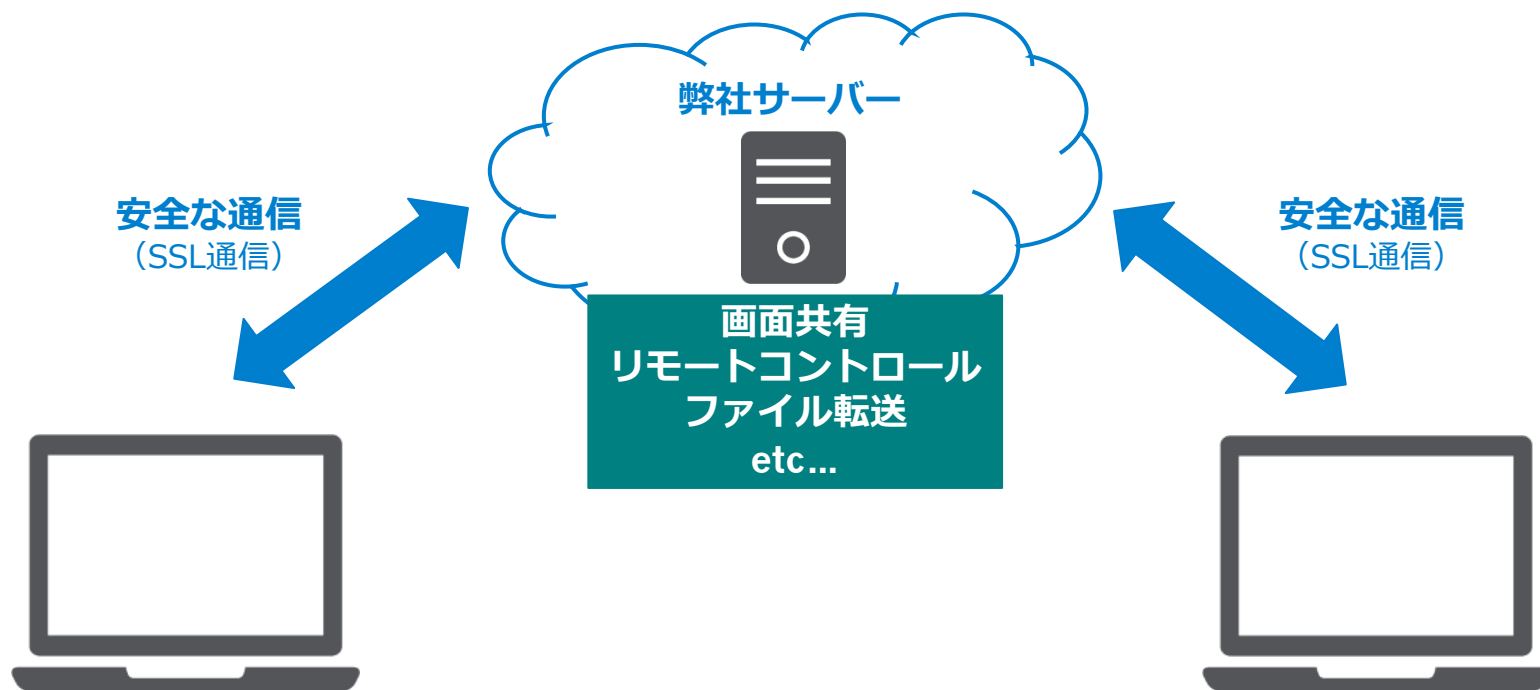 弊社サーバー
安全な通信
（SSL通信）
安全な通信
（SSL通信）
画面共有
リモートコントロール
ファイル転送
etc...